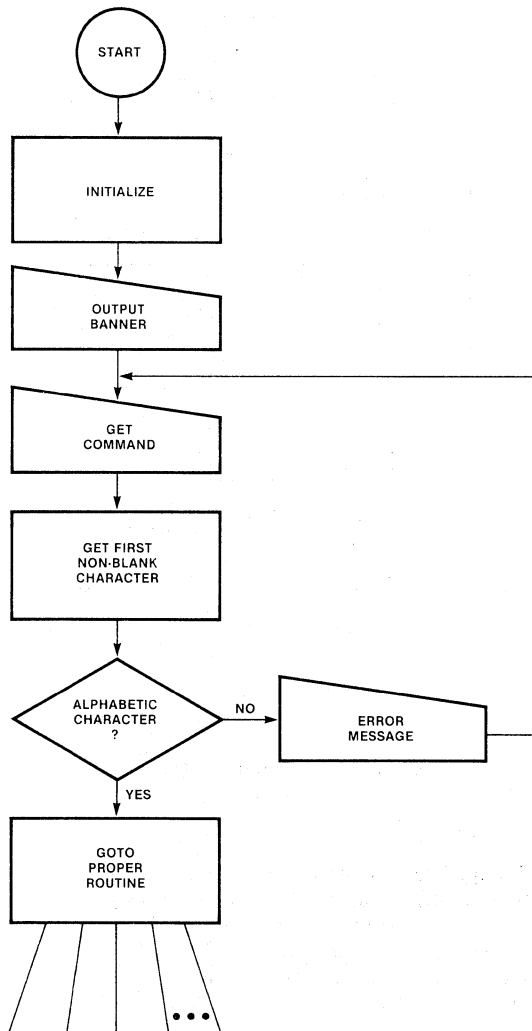 START
INITIALIZE
OUTPUT
BANNER
GET
COMMAND
GET FIRST
NON-BLANK
CHARACTER
ALPHABETIC
CHARACTER
?
NO
ERROR
MESSAGE
YES
GOTO
PROPER
ROUTINE